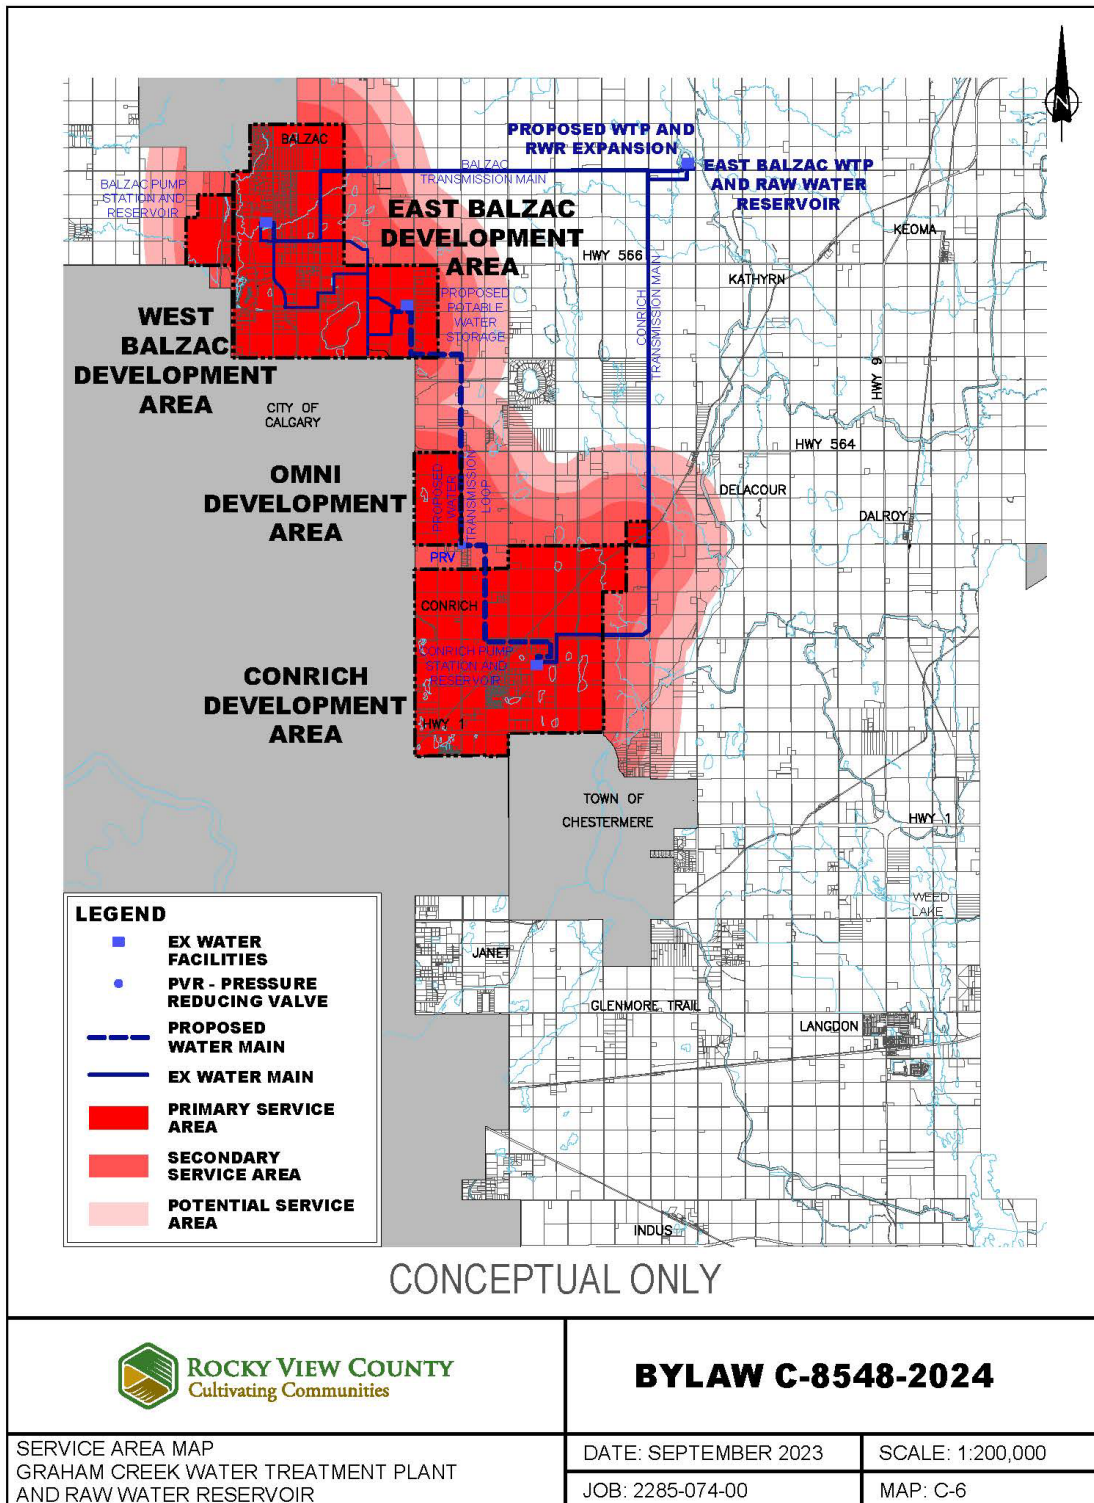 N
BALZAC
PROPOSED WTP AND
RWR EXPANSION
BALZAC
TRANSMISSION MAIN
EAST BALZAC WTP
AND RAW WATER
RESERVOIR
BALZAC PUMP
STATION AND
RESERVOIR
EAST BALZAC
DEVELOPMENT
AREA
HWY 566
KEOMA
KATHYRN
CONRICH
TRANSMISSION MAIN
PROPOSED
POTABLE
WATER
STORAGE
WEST
BALZAC
DEVELOPMENT
AREA
HWY 9
CITY OF
CALGARY
HWY 564
OMNI
DEVELOPMENT
AREA
PROPOSED
WATER
TRANSMISSION
LOOP
DELACOUR
DALROY
PRV
CONRICH
CONRICH PUMP
STATION AND
RESERVOIR
CONRICH
DEVELOPMENT
AREA
HWY 1
TOWN OF
CHESTERMERE
HWY 1
WEED
LAKE
JANET
GLENMORE TRAIL
LANGDON
INDUS
LEGEND
EX WATER
FACILITIES
PVR - PRESSURE
REDUCING VALVE
PROPOSED
WATER MAIN
EX WATER MAIN
PRIMARY SERVICE
AREA
SECONDARY
SERVICE AREA
POTENTIAL SERVICE
AREA
CONCEPTUAL ONLY
ROCKY VIEW COUNTY
Cultivating Communities
BYLAW C-8548-2024
SERVICE AREA MAP
GRAHAM CREEK WATER TREATMENT PLANT
AND RAW WATER RESERVOIR
DATE: SEPTEMBER 2023
SCALE: 1:200,000
JOB: 2285-074-00
MAP: C-6